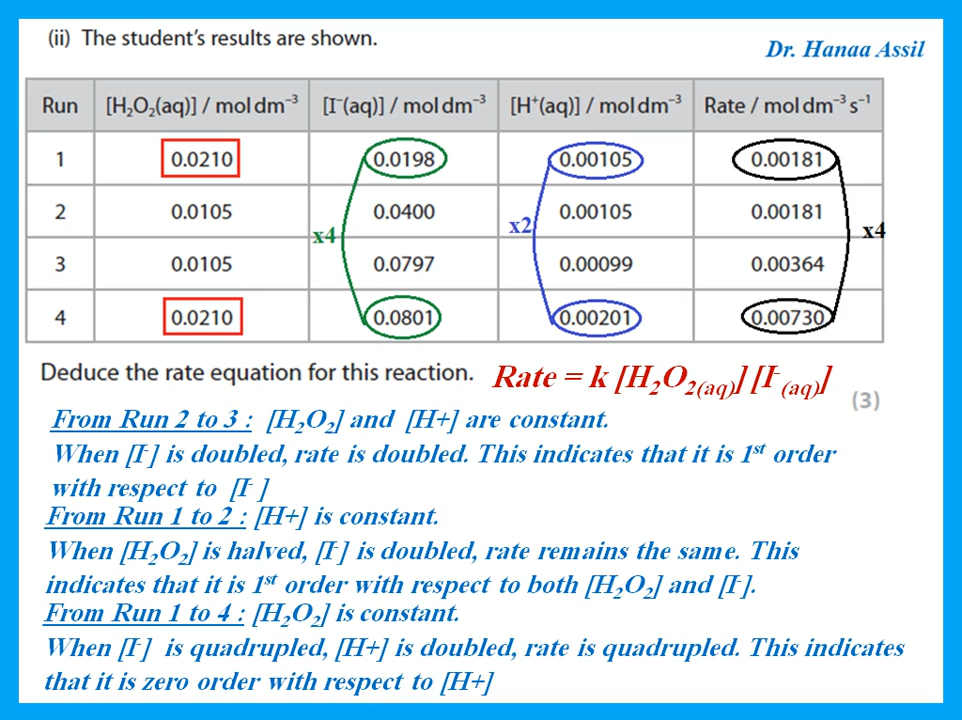 (ii) The student's results are shown.
Dr. Hanaa Assil
Run [H₂O₂(aq)] / mol dm⁻³ [I⁻(aq)] / mol dm⁻³ [H⁺(aq)] / mol dm⁻³ Rate / mol dm⁻³ s⁻¹
1 0.0210 0.0198 0.00105 0.00181
2 0.0105 0.0400 0.00105 0.00181
x4 x2 x4
3 0.0105 0.0797 0.00099 0.00364
4 0.0210 0.0801 0.00201 0.00730
Deduce the rate equation for this reaction. Rate = k [H₂O₂(aq)] [I⁻(aq)]
(3)
From Run 2 to 3 : [H₂O₂] and [H+] are constant.
When [I⁻] is doubled, rate is doubled. This indicates that it is 1ˢᵗ order
with respect to [I⁻ ]
From Run 1 to 2 : [H+] is constant.
When [H₂O₂] is halved, [I⁻] is doubled, rate remains the same. This
indicates that it is 1ˢᵗ order with respect to both [H₂O₂] and [I⁻].
From Run 1 to 4 : [H₂O₂] is constant.
When [I⁻] is quadrupled, [H+] is doubled, rate is quadrupled. This indicates
that it is zero order with respect to [H+]